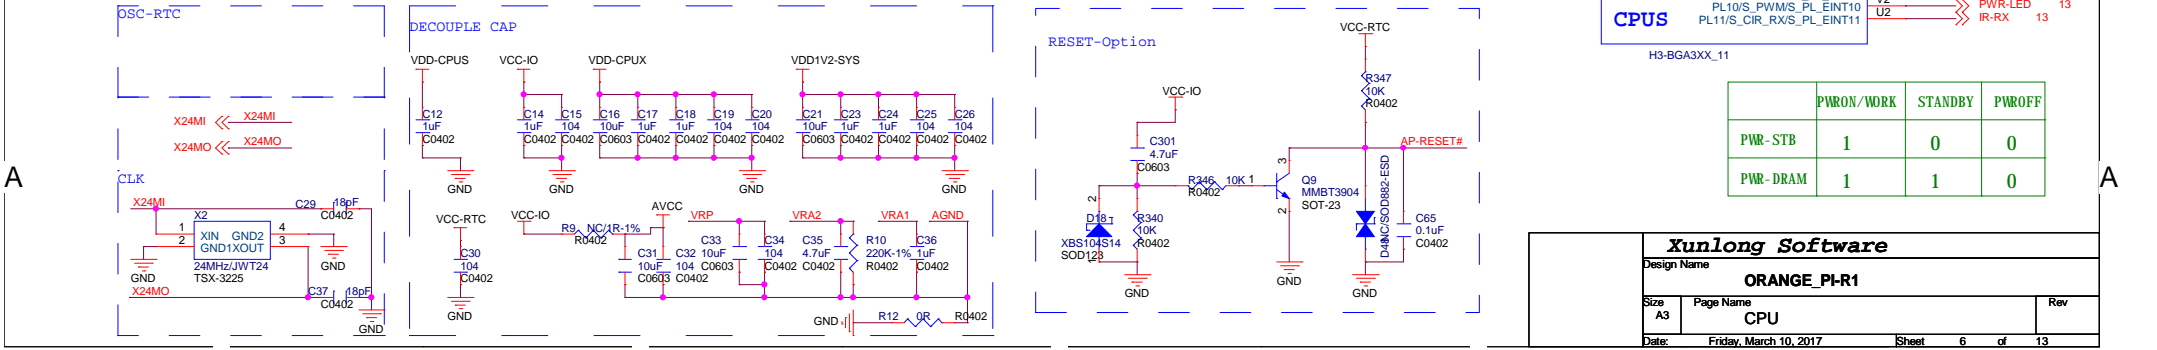 OSC-RTC
X24MI X24MI
X24MO X24MO
CLK
X24MI
C29 18pF
C0402
X2
1 XIN GND2 4
2 GND1XOUT 3
GND
GND
24MHz/JWT24
TSX-3225
X24MO
C37 18pF
C0402
GND
DECOUPLE CAP
VDD-CPUS
C12
1uF
C0402
GND
VCC-IO
C14
1uF
C0402
C15
104
C0402
GND
VDD-CPUX
C16
10uF
C0603
C17
1uF
C0402
C18
1uF
C0402
C19
104
C0402
C20
104
C0402
GND
VDD1V2-SYS
C21
10uF
C0603
C23
1uF
C0402
C24
1uF
C0402
C25
104
C0402
C26
104
C0402
GND
VCC-RTC
C30
104
C0402
GND
VCC-IO
R9 NC/1R-1%
R0402
AVCC
C31
10uF
C0603
C32
104
C0402
VRP
C33
10uF
C0603
C34
104
C0402
VRA2
C35
4.7uF
C0402
R10
220K-1%
R0402
VRA1
C36
1uF
C0402
AGND
GND
R12 0R R0402
RESET-Option
VCC-IO
C301
4.7uF
C0603
2
D18
1
XBS104S14
SOD123
R340
10K
R0402
GND
R346 10K
R0402
1
3
2
Q9
MMBT3904
SOT-23
GND
VCC-RTC
R347
10K
R0402
AP-RESET#
D48
NC/SOD882-ESD
C65
0.1uF
C0402
GND
PL10/S_PWM/S_PL_EINT10 V2 PWR-LED 13
PL11/S_CIR_RX/S_PL_EINT11 U2 IR-RX 13
CPUS
H3-BGA3XX_11
PWRON/WORK STANDBY PWROFF
PWR-STB 1 0 0
PWR-DRAM 1 1 0
A
A
Xunlong Software
Design Name
ORANGE_PI-R1
Size Page Name Rev
A3 CPU
Date: Friday, March 10, 2017 Sheet 6 of 13